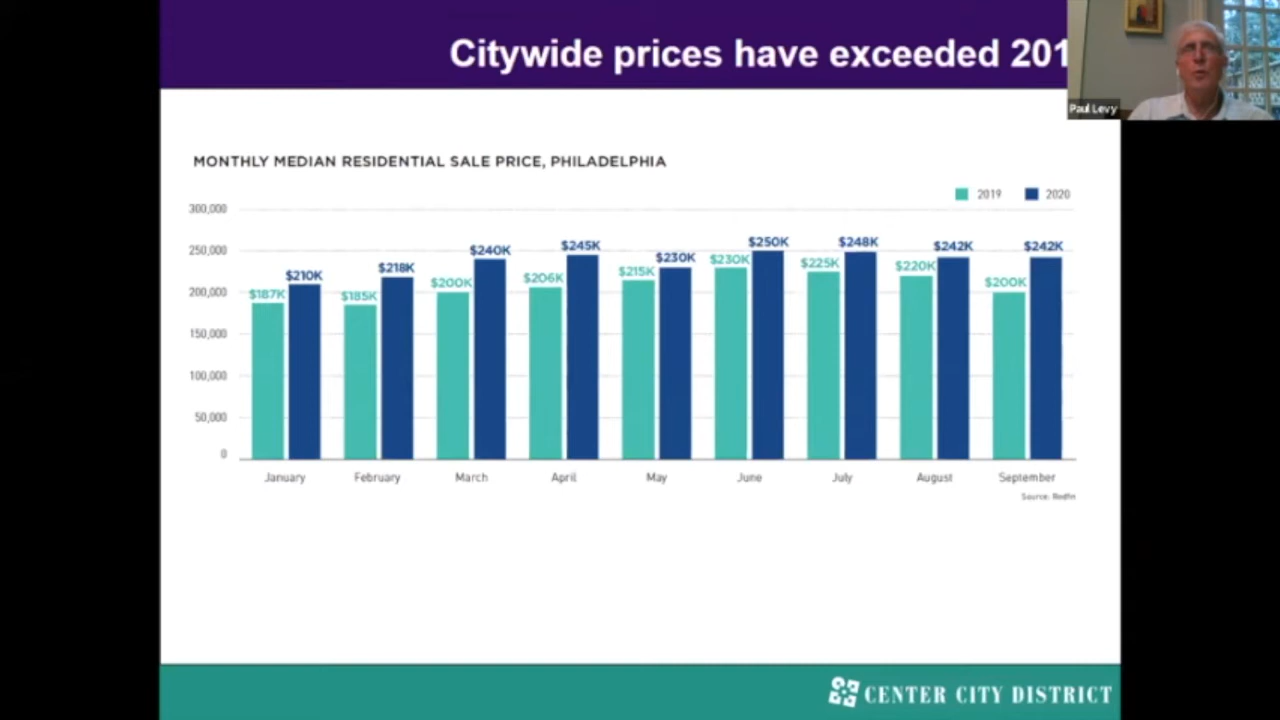 Citywide prices have exceeded 201
Paul Levy
MONTHLY MEDIAN RESIDENTIAL SALE PRICE, PHILADELPHIA
2019 2020
300,000
250,000
200,000
150,000
100,000
50,000
0
$187K $210K $185K $218K $200K $240K $206K $245K $215K $230K $230K $250K $225K $248K $220K $242K $200K $242K
January February March April May June July August September
Source: Redfin
CENTER CITY DISTRICT